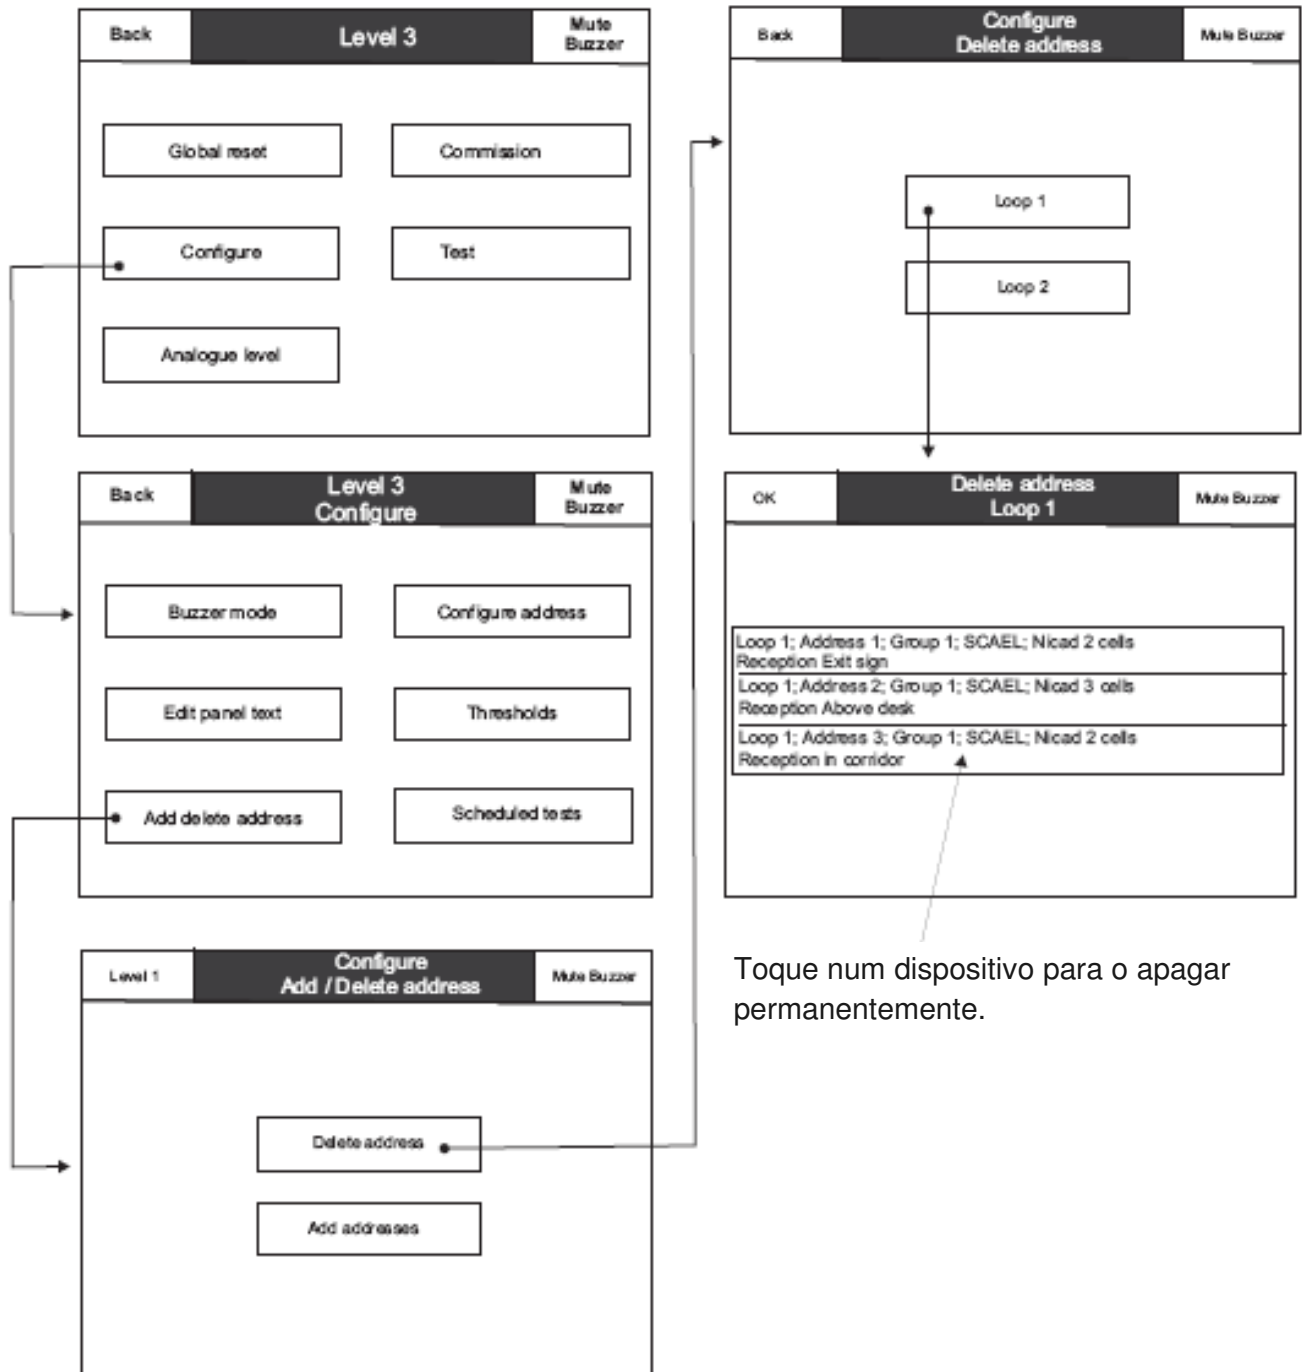 Back
Level 3
Mute
Buzzer
Global reset
Commission
Configure
Test
Analogue level
Back
Level 3
Configure
Mute
Buzzer
Buzzer mode
Configure address
Edit panel text
Thresholds
Add delete address
Scheduled tests
Level 1
Configure
Add / Delete address
Mute Buzzer
Delete address
Add addresses
Back
Configure
Delete address
Mute Buzzer
Loop 1
Loop 2
OK
Delete address
Loop 1
Mute Buzzer
Loop 1; Address 1; Group 1; SCAEL; Nicad 2 cells
Reception Exit sign
Loop 1; Address 2; Group 1; SCAEL; Nicad 3 cells
Reception Above desk
Loop 1; Address 3; Group 1; SCAEL; Nicad 2 cells
Reception in corridor
Toque num dispositivo para o apagar
permanentemente.